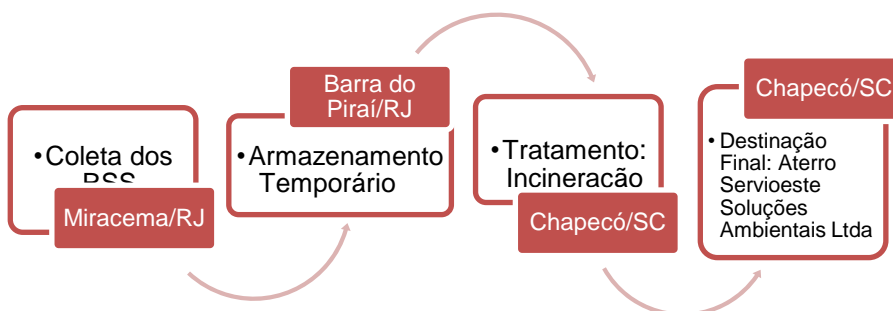 •Coleta dos
RSS
Miracema/RJ
Barra do
Piraí/RJ
•Armazenamento
Temporário
•Tratamento:
Incineração
Chapecó/SC
Chapecó/SC
•Destinação
Final: Aterro
Servioeste
Soluções
Ambientais Ltda